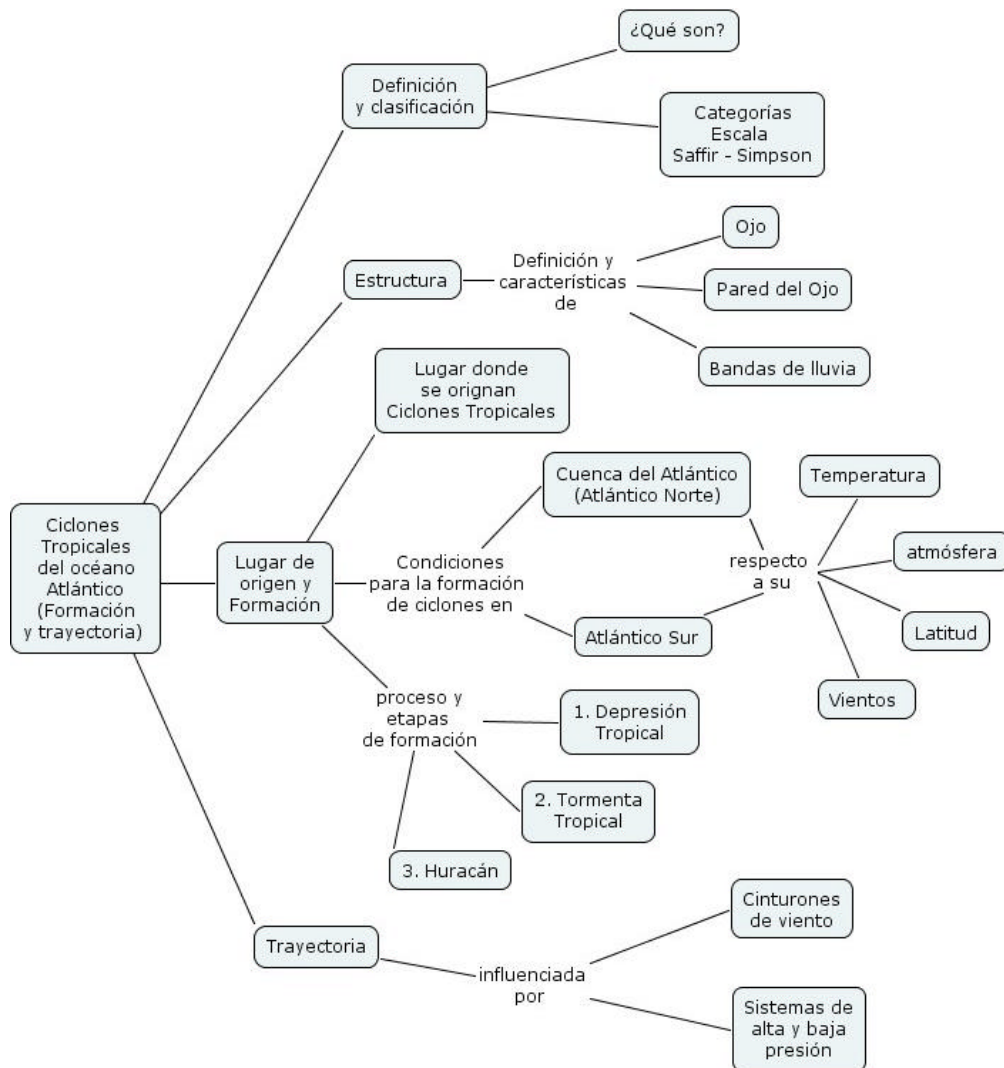 ¿Qué son?
Definición
y clasificación
Categorías
Escala
Saffir - Simpson
Ojo
Estructura
Definición y
características
de
Pared del Ojo
Bandas de lluvia
Lugar donde
se orignan
Ciclones Tropicales
Cuenca del Atlántico
(Atlántico Norte)
Temperatura
Ciclones
Tropicales
del océano
Atlántico
(Formación
y trayectoria)
Lugar de
origen y
Formación
Condiciones
para la formación
de ciclones en
respecto
a su
atmósfera
Atlántico Sur
Latitud
Vientos
proceso y
etapas
de formación
1. Depresión
Tropical
2. Tormenta
Tropical
3. Huracán
Trayectoria
influenciada
por
Cinturones
de viento
Sistemas de
alta y baja
presión